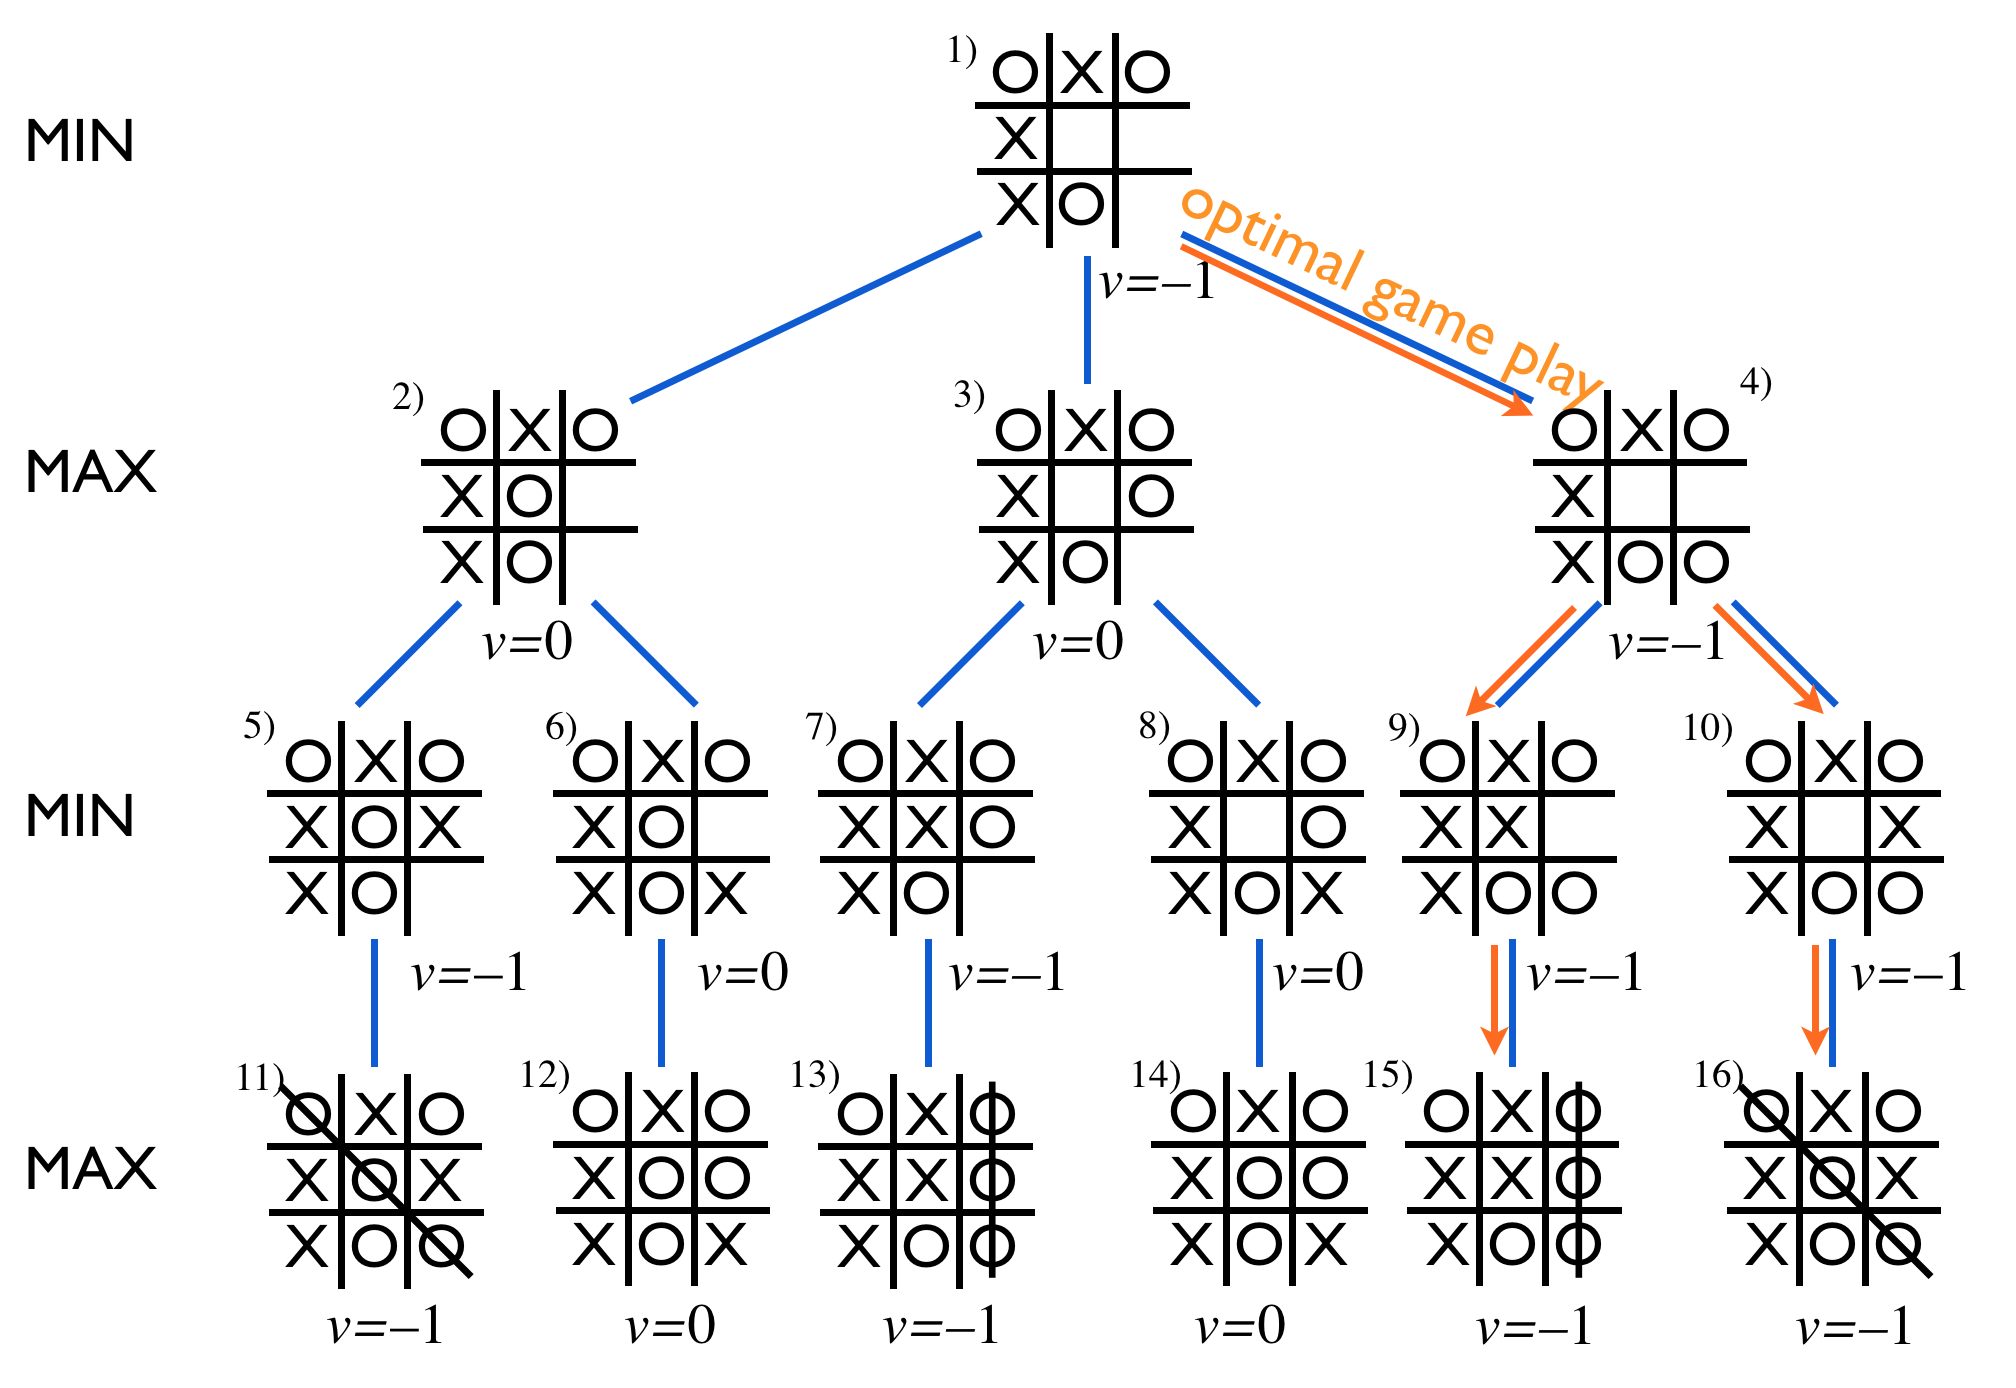 1)
O X O
MIN
X
X O
optimal game play
v=–1
2)
3)
4)
O X O
O X O
O X O
MAX
X O
X O
X
X O
X O
X O O
v=0
v=0
v=–1
5)
6)
7)
8)
9)
10)
O X O
O X O
O X O
O X O
O X O
O X O
MIN
X O X
X O
X X O
X O
X X
X X
X O
X O X
X O
X O X
X O O
X O O
v=–1
v=0
v=–1
v=0
v=–1
v=–1
11)
12)
13)
14)
15)
16)
O X O
O X O
O X O
O X O
O X O
O X O
MAX
X O X
X O O
X X O
X O O
X X O
X O X
X O O
X O X
X O O
X O X
X O O
X O O
v=–1
v=0
v=–1
v=0
v=–1
v=–1